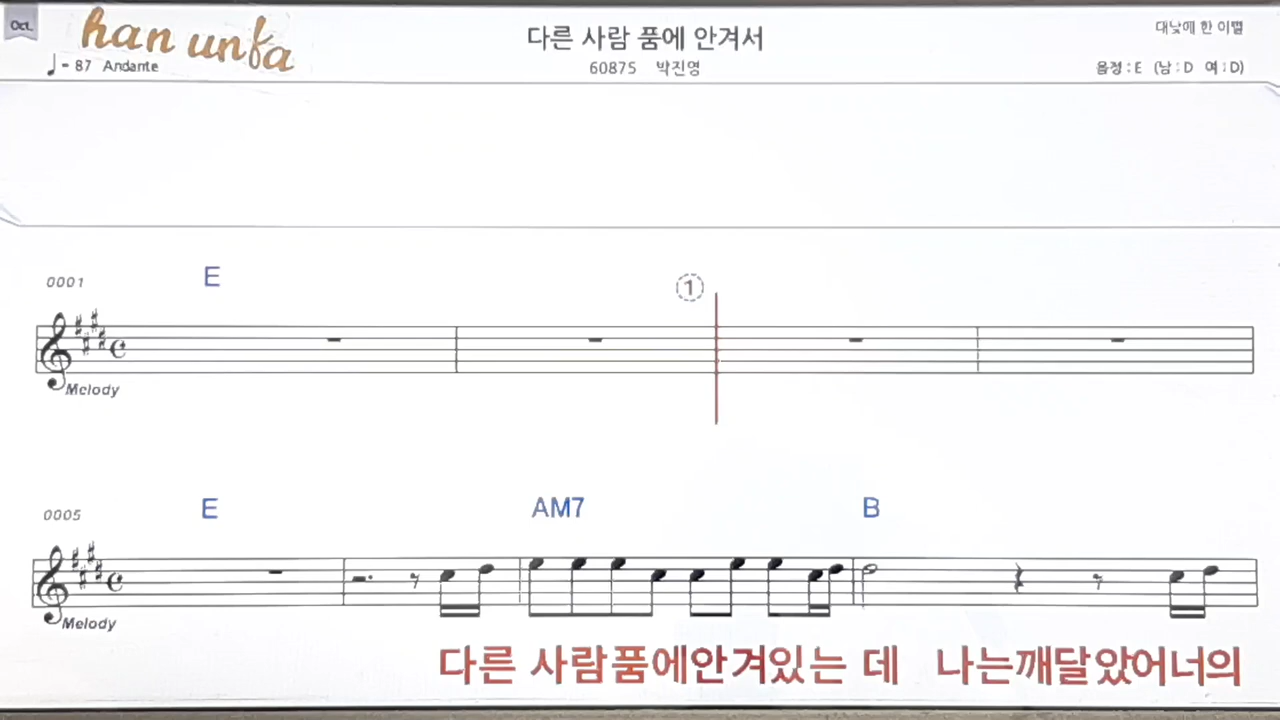 Oct.
han unfa
다른 사람 품에 안겨서
대낮에 한 이별
♩= 87 Andante
60875 박진영
음정 : E (남 : D 여 : D)
0001
E
①
Melody
0005
E AM7 B
Melody
다른 사람품에안겨있는 데 나는깨달았어너의